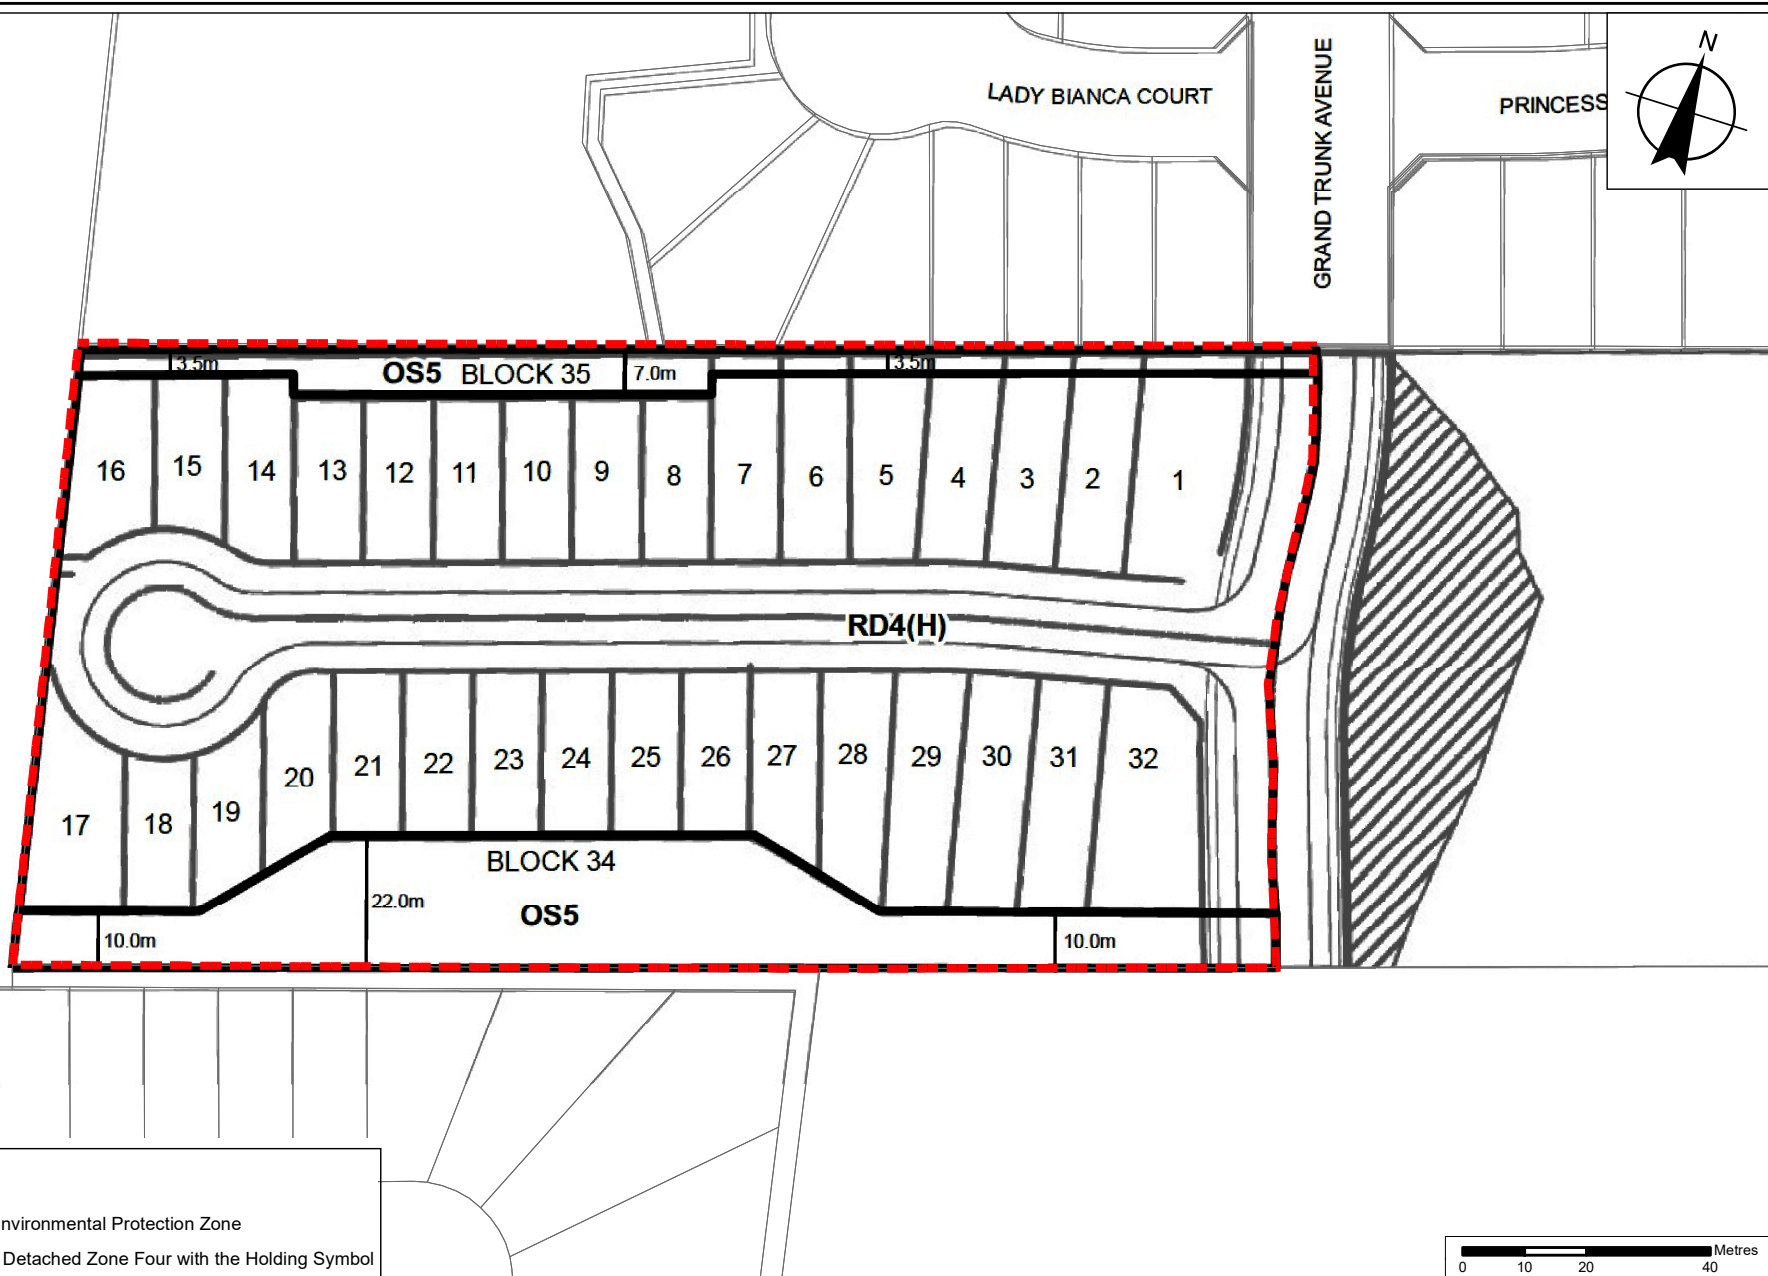 N
LADY BIANCA COURT
GRAND TRUNK AVENUE
PRINCESS
3.5m
OS5 BLOCK 35
7.0m
3.5m
16 15 14 13 12 11 10 9 8 7 6 5 4 3 2 1
RD4(H)
17 18 19 20 21 22 23 24 25 26 27 28 29 30 31 32
BLOCK 34
22.0m
OS5
10.0m
10.0m
nvironmental Protection Zone
Detached Zone Four with the Holding Symbol
Metres
0 10 20 40